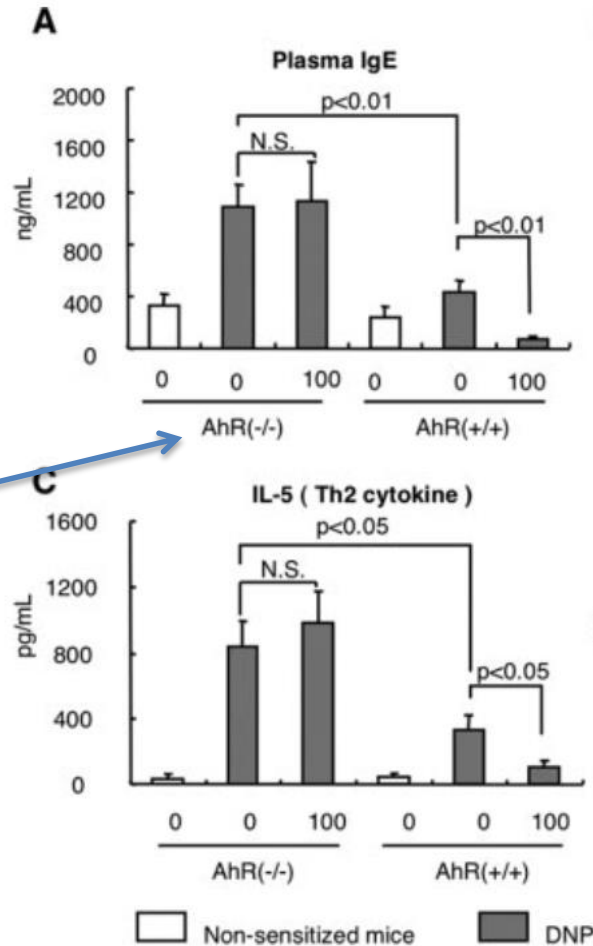 A
Plasma IgE
2000
1600
1200
800
400
0
ng/mL
p<0.01
N.S.
p<0.01
0 0 100 0 0 100
AhR(-/-) AhR(+/+)
C
IL-5 ( Th2 cytokine )
1600
1200
800
400
0
pg/mL
p<0.05
N.S.
p<0.05
0 0 100 0 0 100
AhR(-/-) AhR(+/+)
Non-sensitized mice DNP